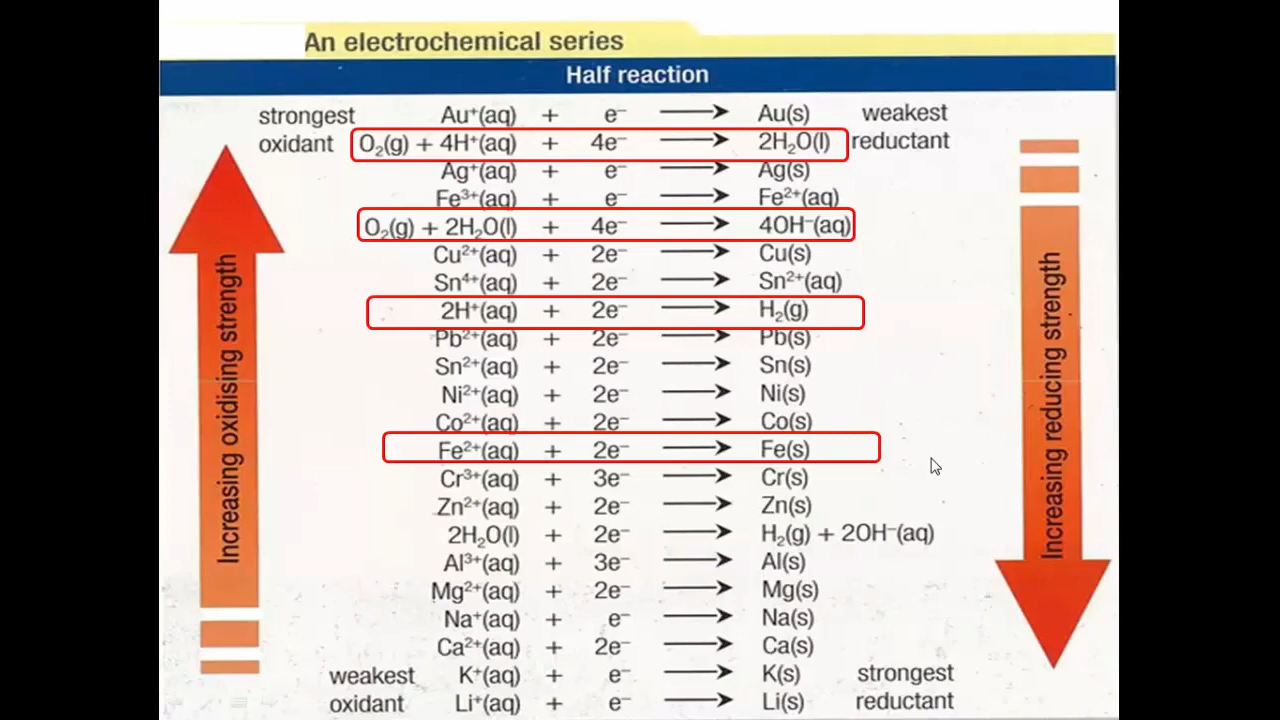 An electrochemical series
Half reaction
strongest Au⁺(aq) + e⁻ → Au(s) weakest
oxidant O₂(g) + 4H⁺(aq) + 4e⁻ → 2H₂O(l) reductant
Ag⁺(aq) + e⁻ → Ag(s)
Fe³⁺(aq) + e⁻ → Fe²⁺(aq)
O₂(g) + 2H₂O(l) + 4e⁻ → 4OH⁻(aq)
Cu²⁺(aq) + 2e⁻ → Cu(s)
Sn⁴⁺(aq) + 2e⁻ → Sn²⁺(aq)
2H⁺(aq) + 2e⁻ → H₂(g)
Pb²⁺(aq) + 2e⁻ → Pb(s)
Sn²⁺(aq) + 2e⁻ → Sn(s)
Ni²⁺(aq) + 2e⁻ → Ni(s)
Co²⁺(aq) + 2e⁻ → Co(s)
Fe²⁺(aq) + 2e⁻ → Fe(s)
Cr³⁺(aq) + 3e⁻ → Cr(s)
Zn²⁺(aq) + 2e⁻ → Zn(s)
2H₂O(l) + 2e⁻ → H₂(g) + 2OH⁻(aq)
Al³⁺(aq) + 3e⁻ → Al(s)
Mg²⁺(aq) + 2e⁻ → Mg(s)
Na⁺(aq) + e⁻ → Na(s)
Ca²⁺(aq) + 2e⁻ → Ca(s)
weakest K⁺(aq) + e⁻ → K(s) strongest
oxidant Li⁺(aq) + e⁻ → Li(s) reductant
Increasing oxidising strength
Increasing reducing strength